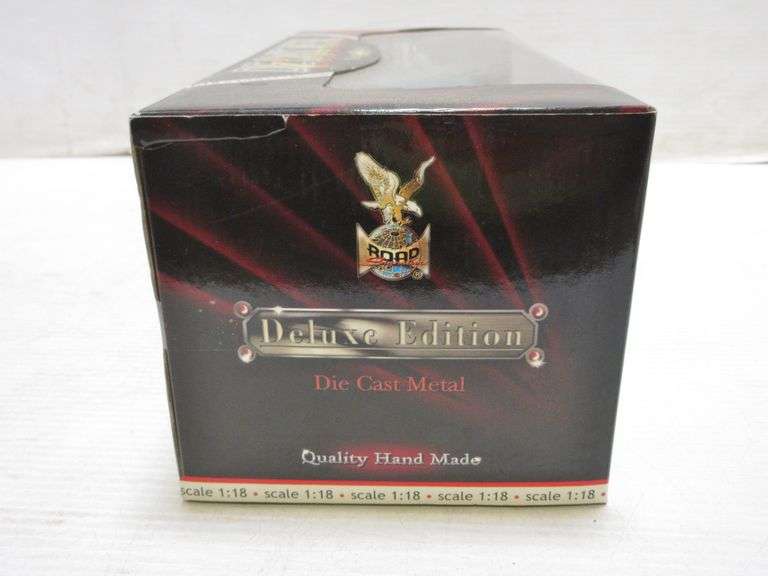 ROAD
Signature
®
Deluxe Edition
Die Cast Metal
Quality Hand Made
scale 1:18 • scale 1:18 • scale 1:18 • scale 1:18 • scale 1:18 •